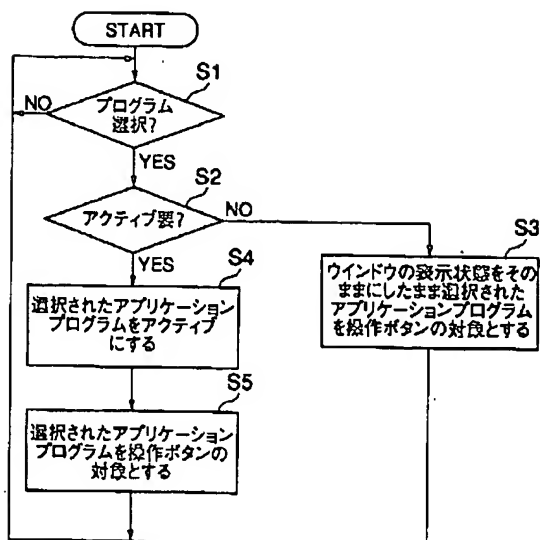 START
S1
NO
プログラム
選択?
YES
S2
アクティブ要?
NO
YES
S3
ウインドウの表示状態をその
ままにしたまま選択された
アプリケーションプログラム
を操作ボタンの対象とする
S4
選択されたアプリケーション
プログラムをアクティブ
にする
S5
選択されたアプリケーション
プログラムを操作ボタンの
対象とする